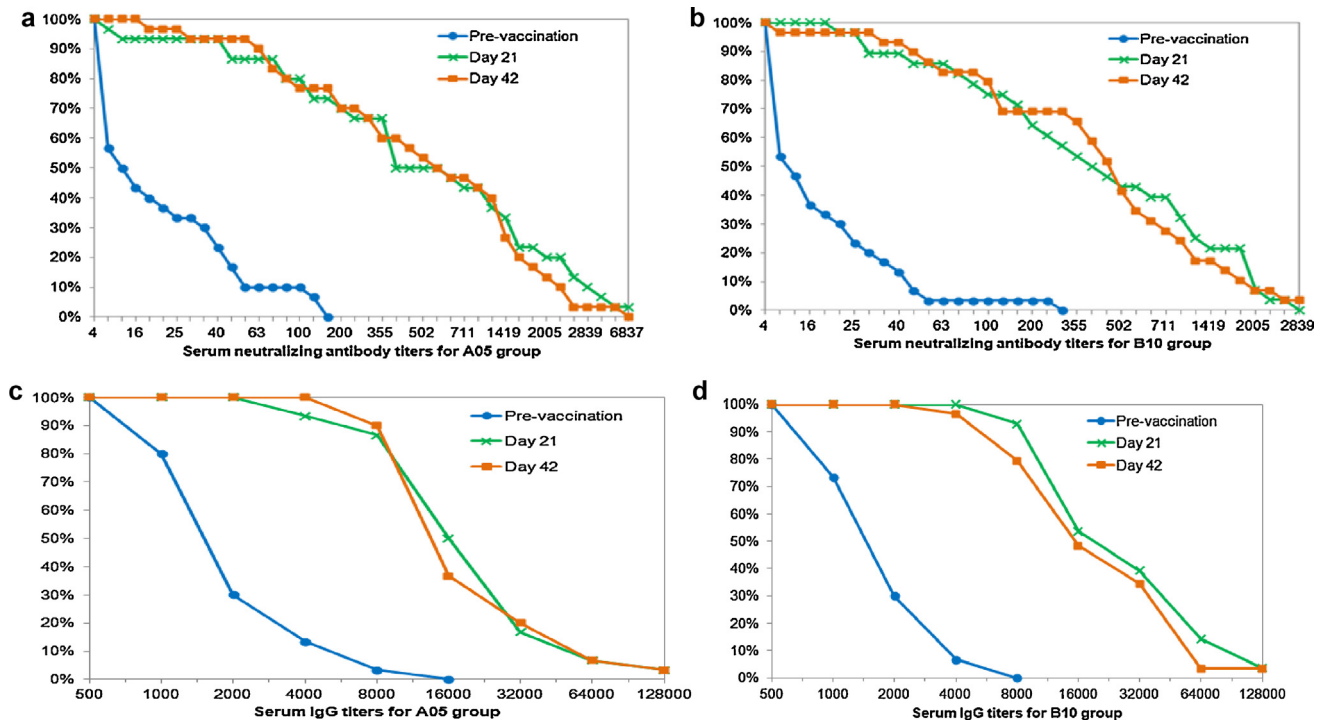 a
100%
90%
80%
70%
60%
50%
40%
30%
20%
10%
0%
Pre-vaccination
Day 21
Day 42
4 16 25 40 63 100 200 355 502 711 1419 2005 2839 6837
Serum neutralizing antibody titers for A05 group
b
100%
90%
80%
70%
60%
50%
40%
30%
20%
10%
0%
Pre-vaccination
Day 21
Day 42
4 16 25 40 63 100 200 355 502 711 1419 2005 2839
Serum neutralizing antibody titers for B10 group
c
100%
90%
80%
70%
60%
50%
40%
30%
20%
10%
0%
Pre-vaccination
Day 21
Day 42
500 1000 2000 4000 8000 16000 32000 64000 128000
Serum IgG titers for A05 group
d
100%
90%
80%
70%
60%
50%
40%
30%
20%
10%
0%
Pre-vaccination
Day 21
Day 42
500 1000 2000 4000 8000 16000 32000 64000 128000
Serum IgG titers for B10 group